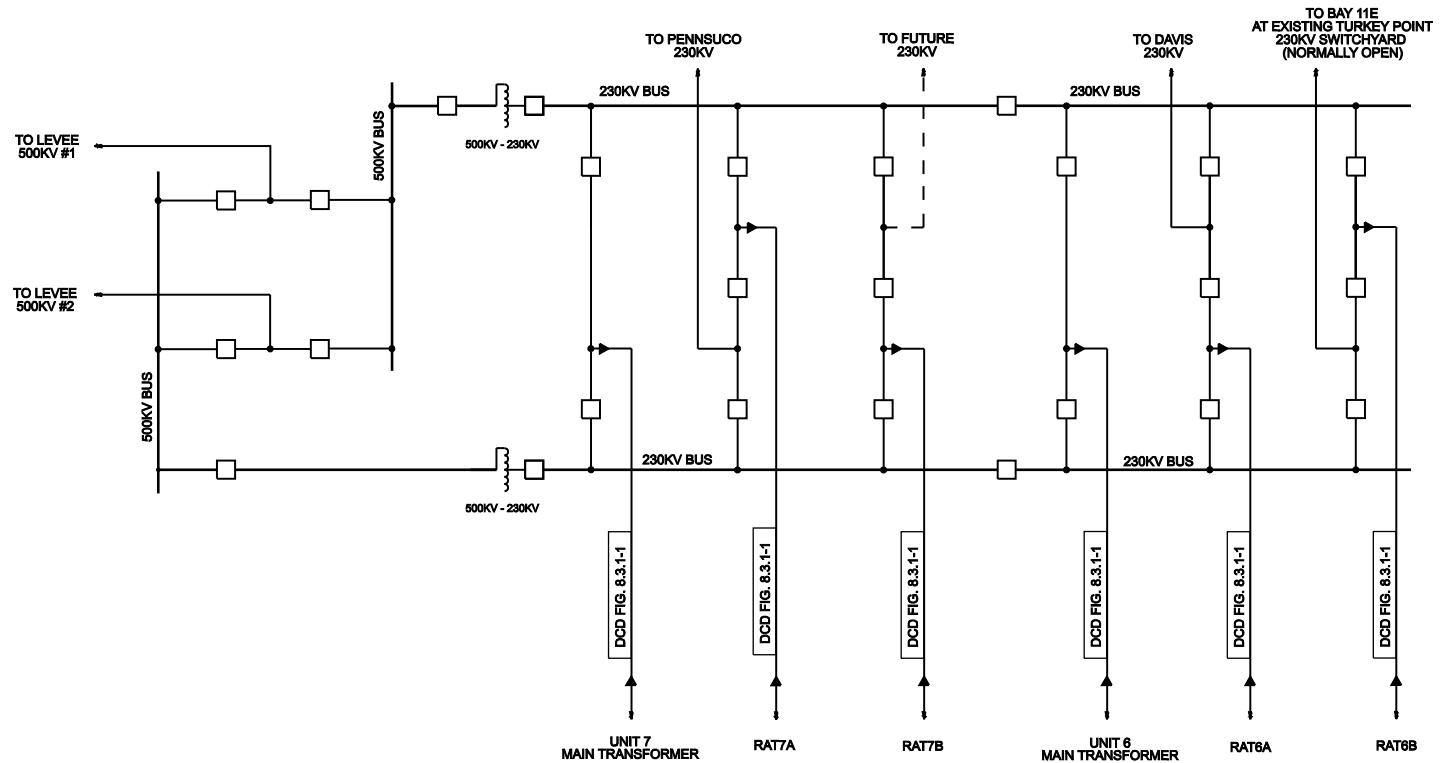 TO BAY 11E
AT EXISTING TURKEY POINT
230KV SWITCHYARD
(NORMALLY OPEN)
TO PENNSUCO
230KV
TO FUTURE
230KV
TO DAVIS
230KV
230KV BUS
230KV BUS
500KV BUS
500KV - 230KV
TO LEVEE
500KV #1
TO LEVEE
500KV #2
500KV BUS
230KV BUS
230KV BUS
500KV - 230KV
DCD FIG. 8.3.1-1
DCD FIG. 8.3.1-1
DCD FIG. 8.3.1-1
DCD FIG. 8.3.1-1
DCD FIG. 8.3.1-1
DCD FIG. 8.3.1-1
UNIT 7
MAIN TRANSFORMER
RAT7A
RAT7B
UNIT 6
MAIN TRANSFORMER
RAT6A
RAT6B